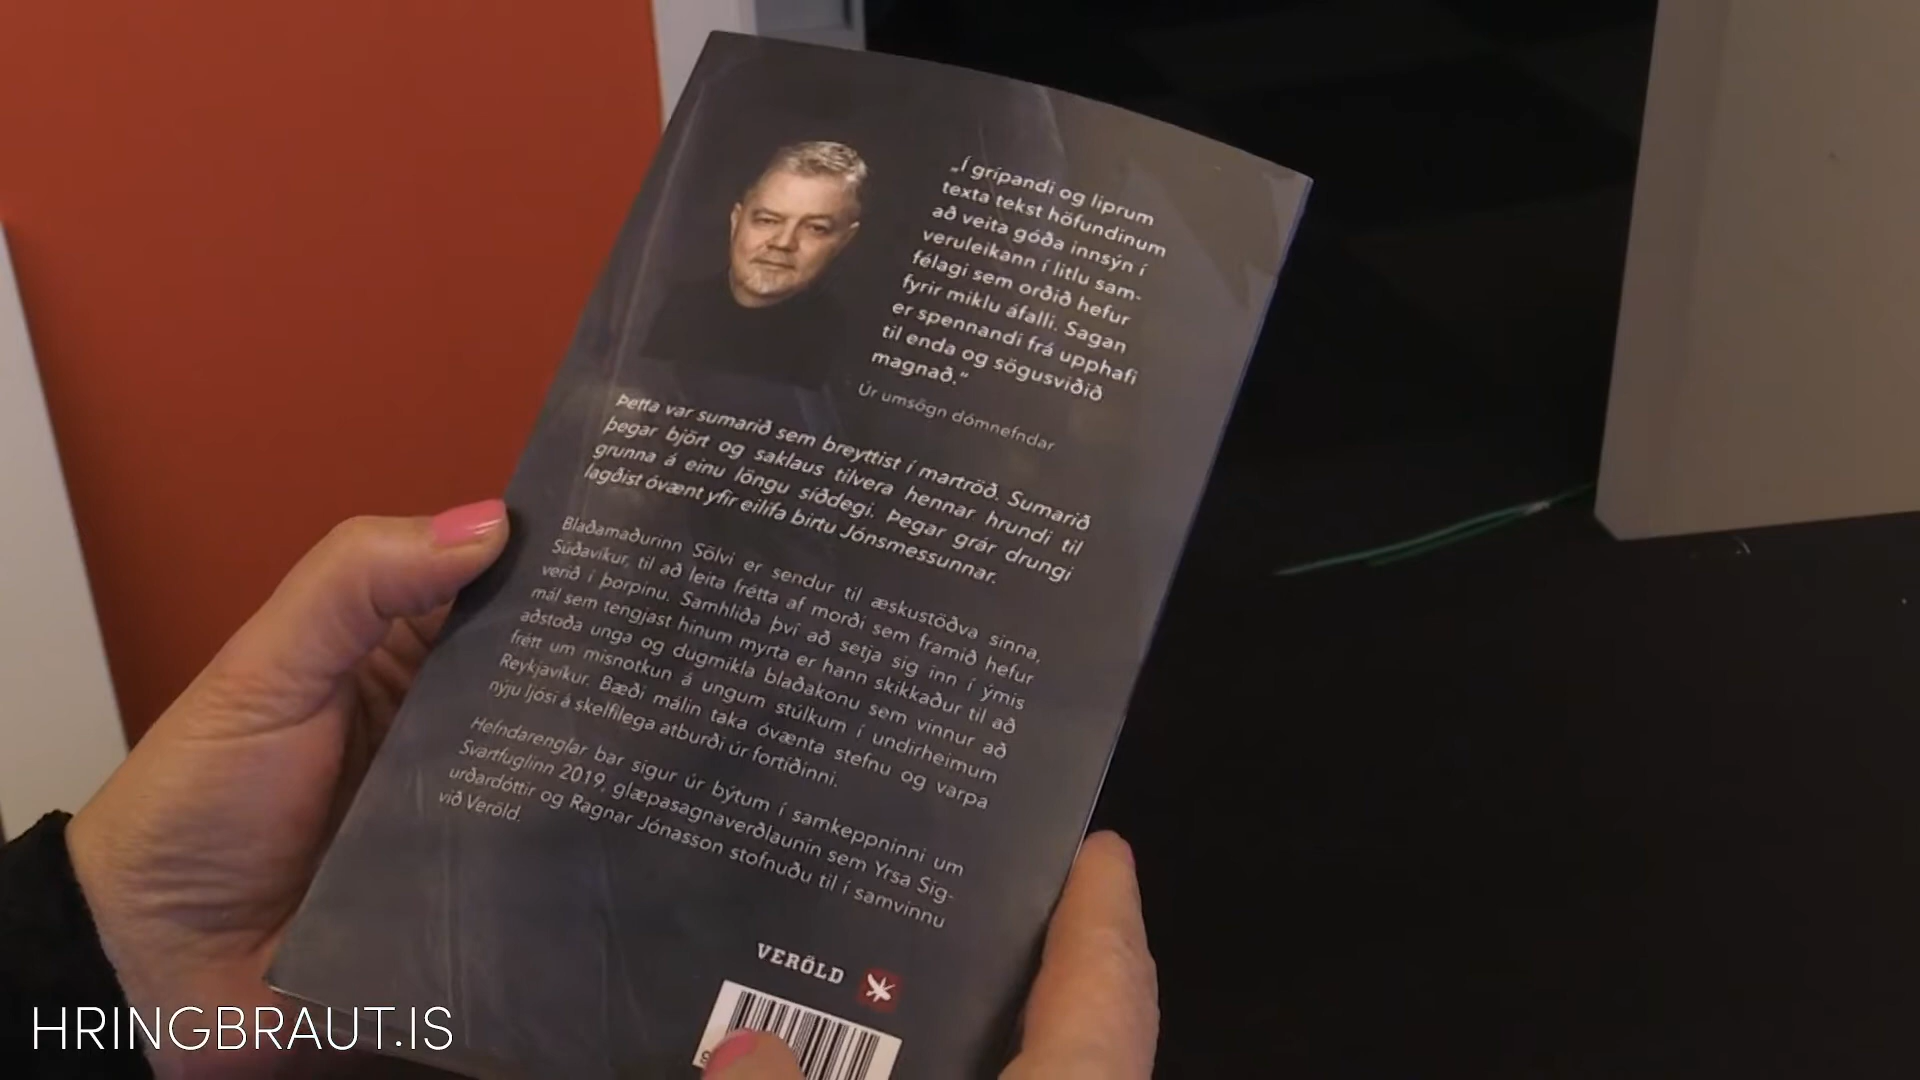 „Í grípandi og liprum
texta tekst höfundinum
að veita góða innsýn í
veruleikann í litlu sam-
félagi sem orðið hefur
fyrir miklu áfalli. Sagan
er spennandi frá upphafi
til enda og sögusviðið
magnað.“
Úr umsögn dómnefndar
Þetta var sumarið sem breyttist í martröð. Sumarið
þegar björt og saklaus tilvera hennar hrundi til
grunna á einu löngu síðdegi. Þegar grár drungi
lagðist óvænt yfir eilífa birtu Jónsmessunnar.
Blaðamaðurinn Sölvi er sendur til æskustöðva sinna,
Súðavíkur, til að leita frétta af morði sem framið hefur
verið í þorpinu. Samhliða því að setja sig inn í ýmis
mál sem tengjast hinum myrta er hann skikkaður til að
aðstoða unga og dugmikla blaðakonu sem vinnur að
frétt um misnotkun á ungum stúlkum í undirheimum
Reykjavíkur. Bæði málin taka óvænta stefnu og varpa
nýju ljósi á skelfilega atburði úr fortíðinni.
Hefndarenglar bar sigur úr býtum í samkeppninni um
Svartfuglinn 2019, glæpasagnaverðlaunin sem Yrsa Sig-
urðardóttir og Ragnar Jónasson stofnuðu til í samvinnu
við Veröld.
VERÖLD
9
HRINGBRAUT.IS